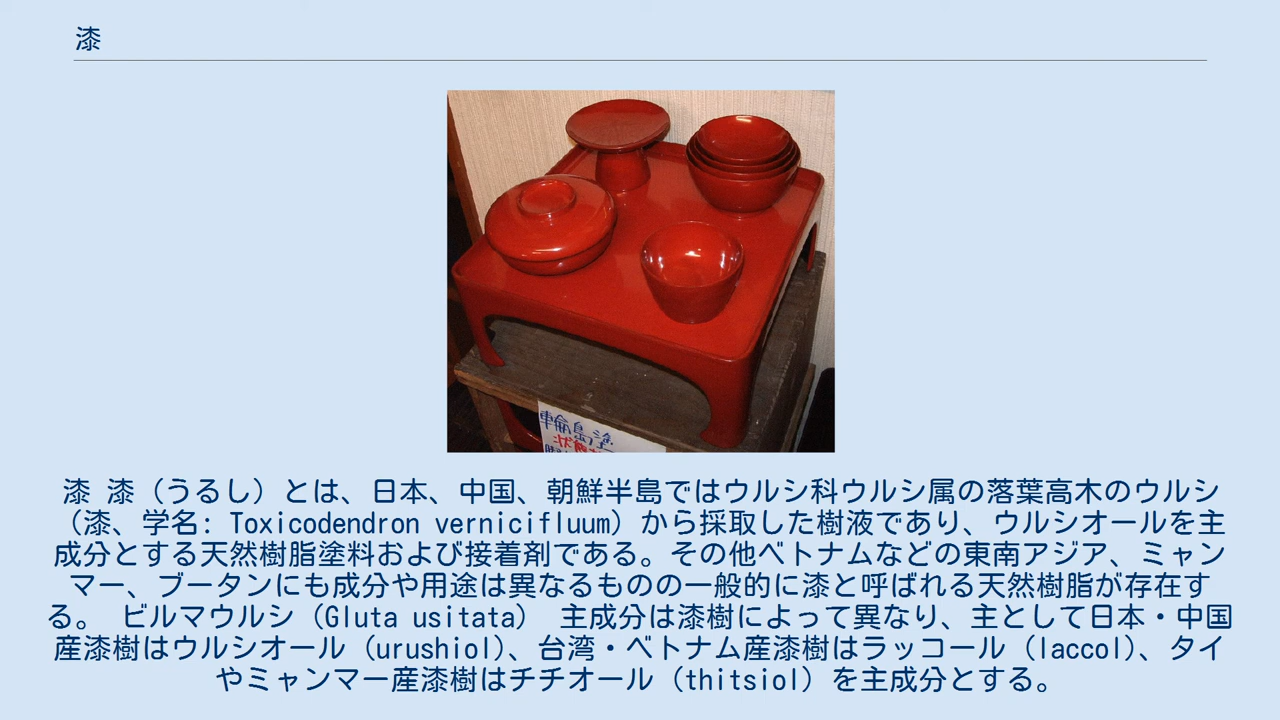 漆
輪島塗
漆 漆（うるし）とは、日本、中国、朝鮮半島ではウルシ科ウルシ属の落葉高木のウルシ
（漆、学名: Toxicodendron vernicifluum）から採取した樹液であり、ウルシオールを主
成分とする天然樹脂塗料および接着剤である。その他ベトナムなどの東南アジア、ミャン
マー、ブータンにも成分や用途は異なるものの一般的に漆と呼ばれる天然樹脂が存在す
る。 ビルマウルシ（Gluta usitata） 主成分は漆樹によって異なり、主として日本・中国
産漆樹はウルシオール（urushiol）、台湾・ベトナム産漆樹はラッコール（laccol）、タイ
やミャンマー産漆樹はチチオール（thitsiol）を主成分とする。